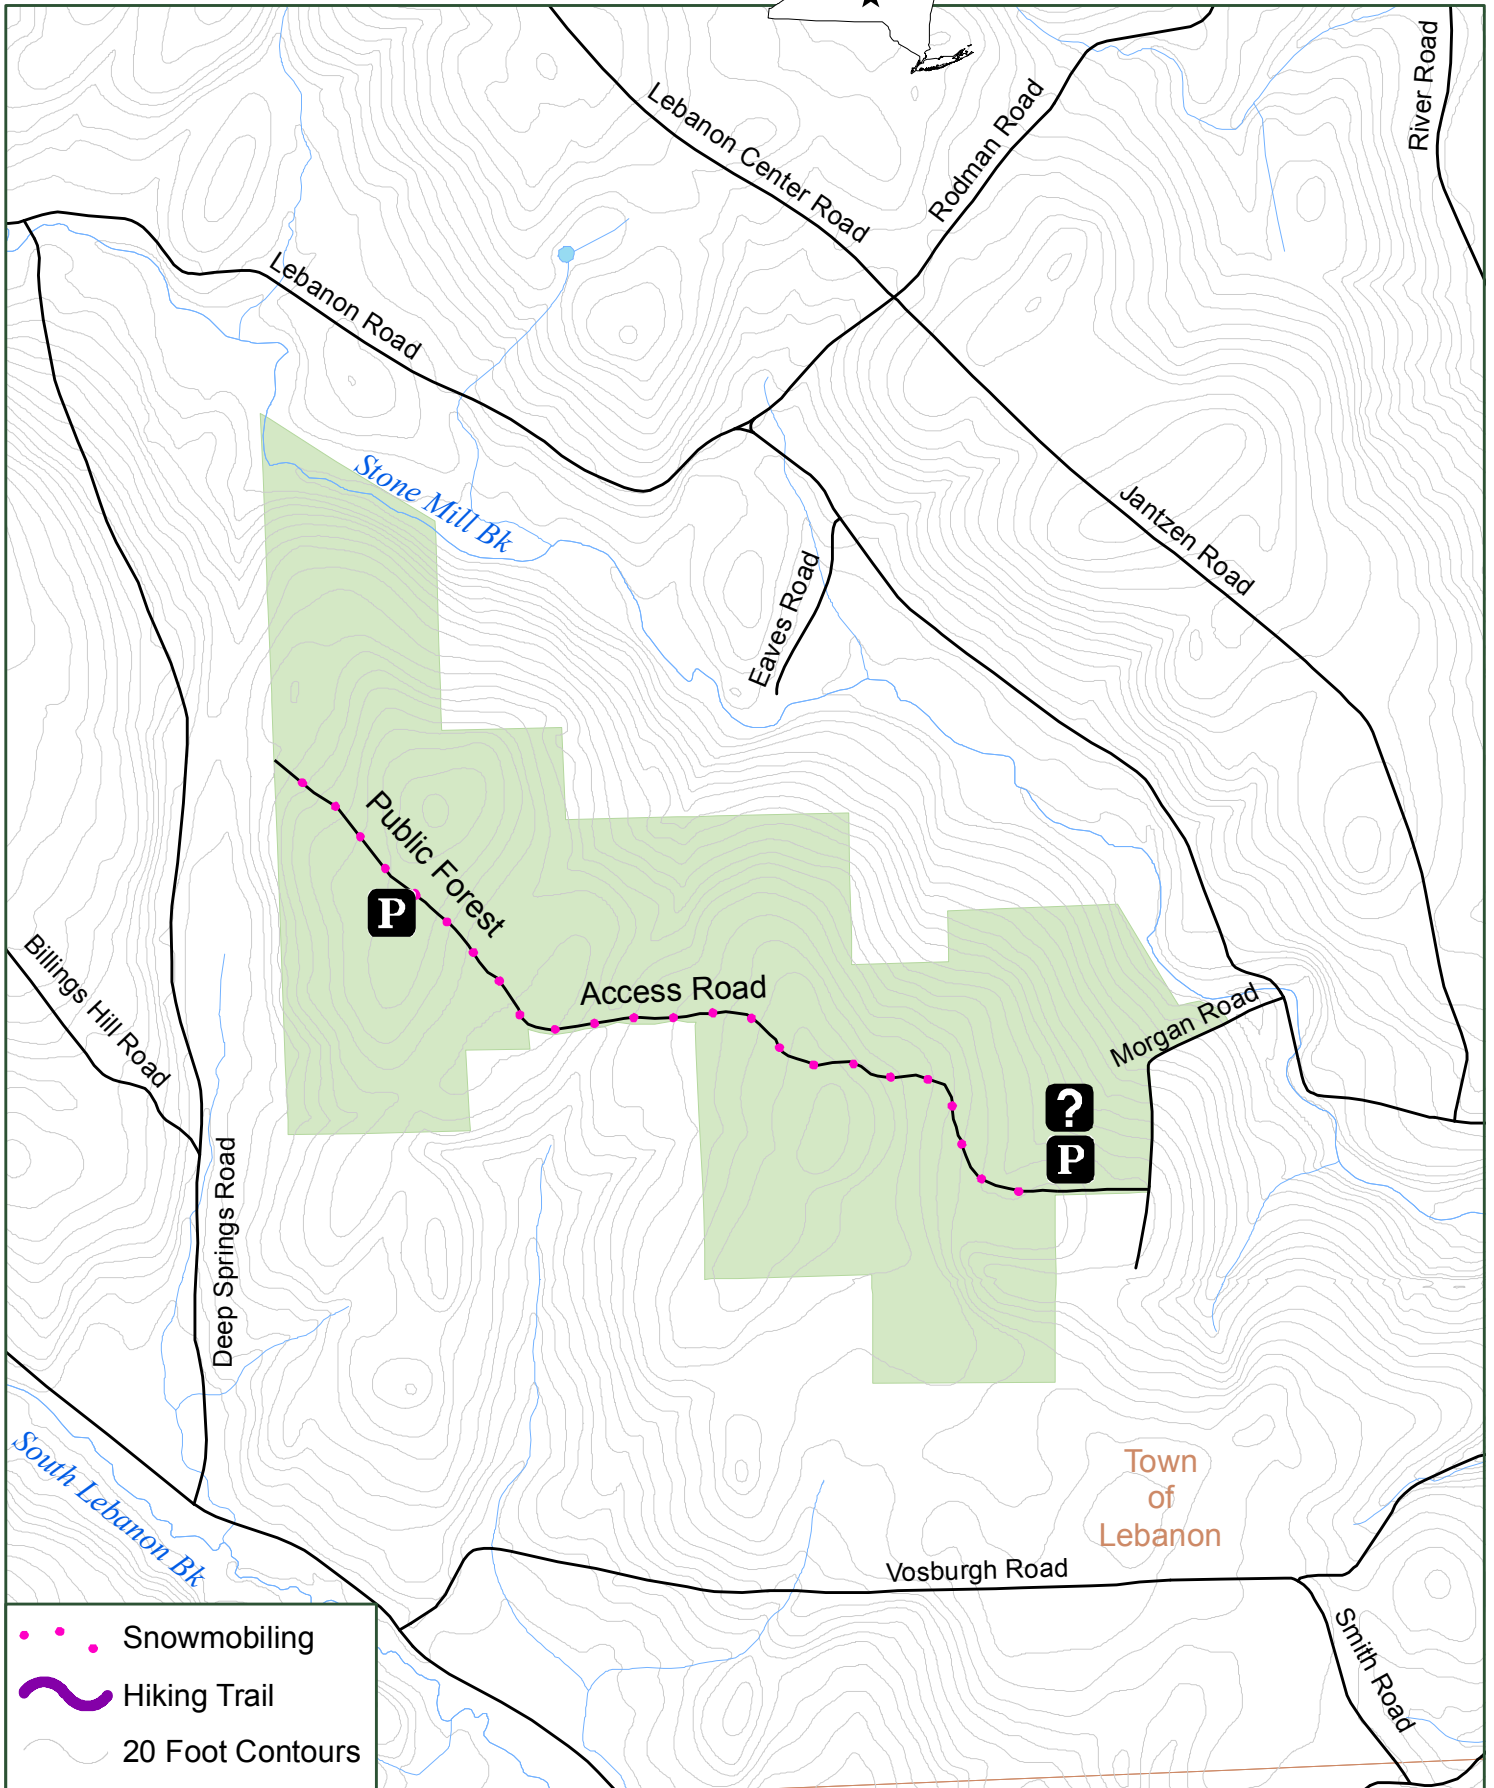 River Road
Lebanon Center Road
Rodman Road
Lebanon Road
Stone Mill Bk
Jantzen Road
Eaves Road
Public Forest
P
Access Road
Billings Hill Road
Morgan Road
?
P
Deep Springs Road
South Lebanon Bk
Town
of
Lebanon
Vosburgh Road
Smith Road
Snowmobiling
Hiking Trail
20 Foot Contours